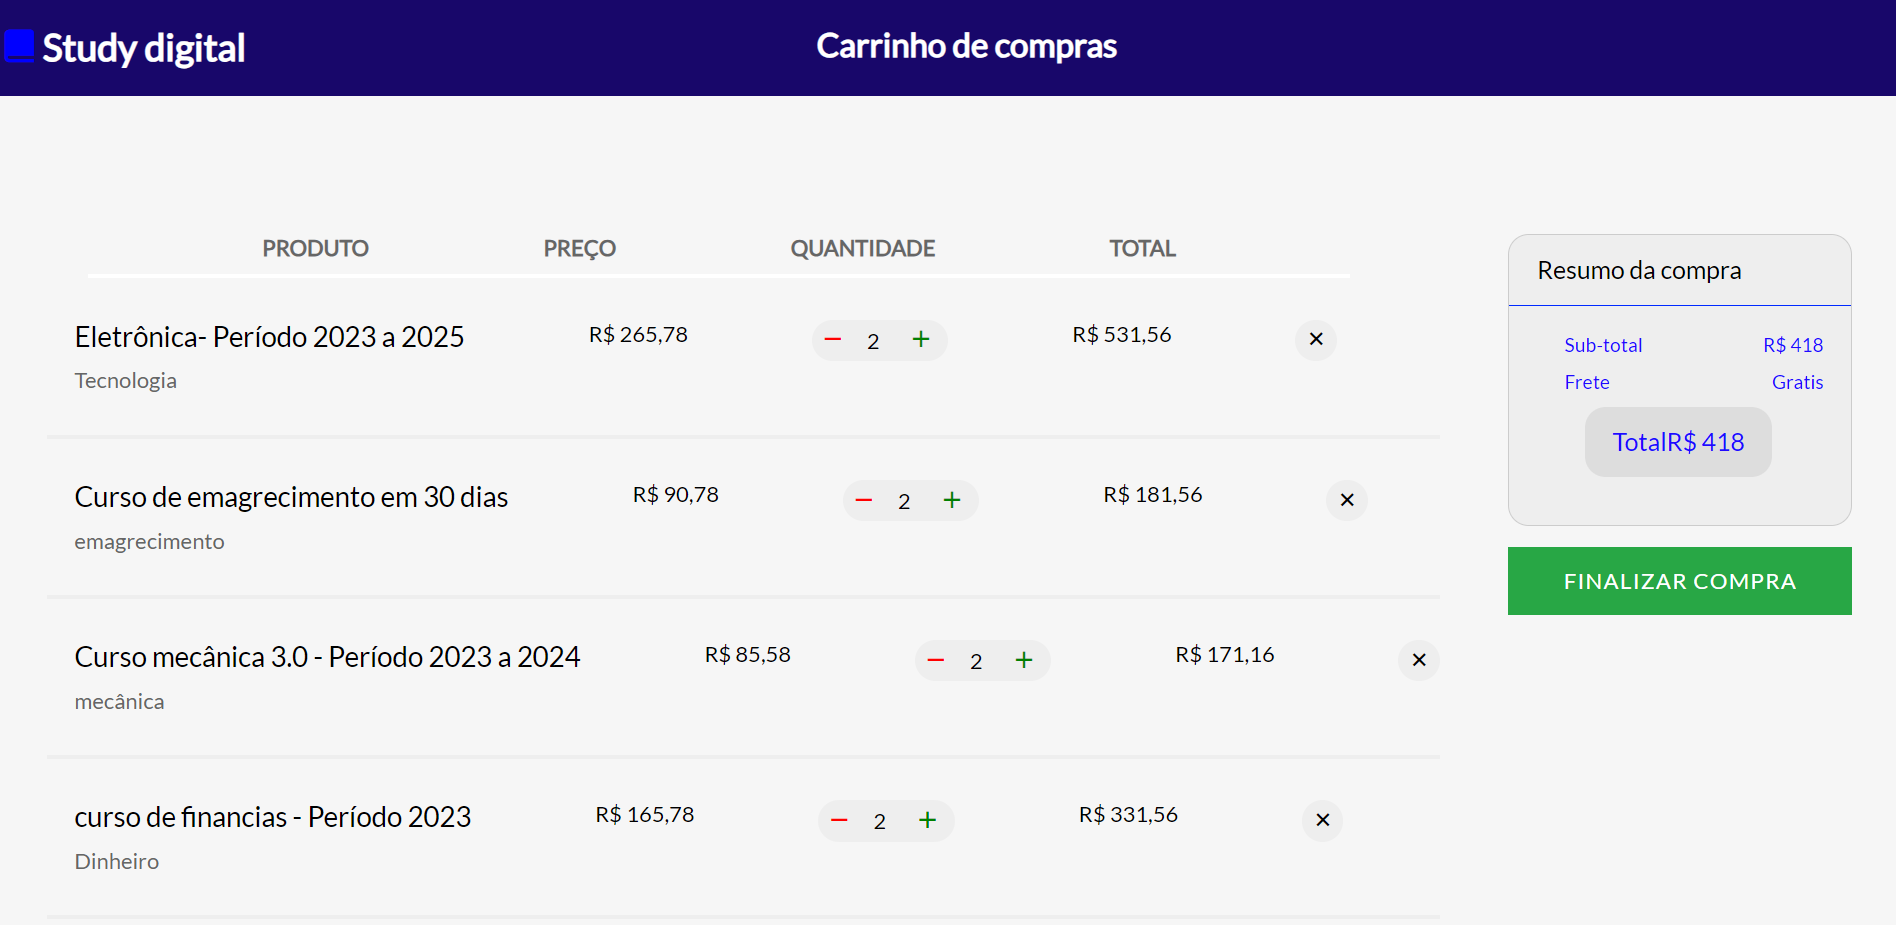 Study digital
Carrinho de compras
PRODUTO PREÇO QUANTIDADE TOTAL
Eletrônica- Período 2023 a 2025 R$ 265,78 − 2 + R$ 531,56 ×
Tecnologia
Curso de emagrecimento em 30 dias R$ 90,78 − 2 + R$ 181,56 ×
emagrecimento
Curso mecânica 3.0 - Período 2023 a 2024 R$ 85,58 − 2 + R$ 171,16 ×
mecânica
curso de financias - Período 2023 R$ 165,78 − 2 + R$ 331,56 ×
Dinheiro
Resumo da compra
Sub-total R$ 418
Frete Gratis
TotalR$ 418
FINALIZAR COMPRA